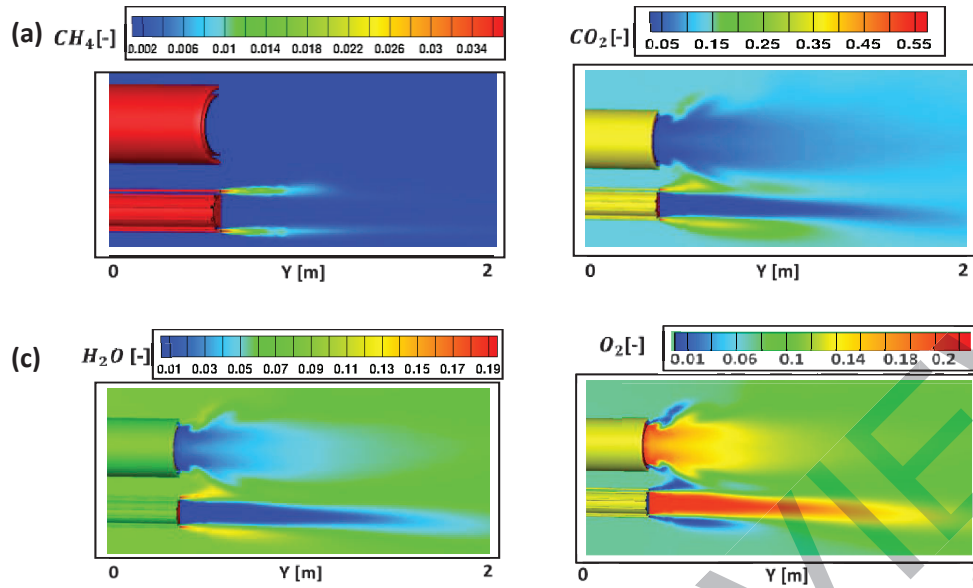 (a) CH₄[-]
0.002 0.006 0.01 0.014 0.018 0.022 0.026 0.03 0.034
0 Y [m] 2
CO₂[-]
0.05 0.15 0.25 0.35 0.45 0.55
0 Y [m] 2
(c) H₂O [-]
0.01 0.03 0.05 0.07 0.09 0.11 0.13 0.15 0.17 0.19
0 Y [m] 2
O₂[-]
0.01 0.06 0.1 0.14 0.18 0.2
0 Y [m]